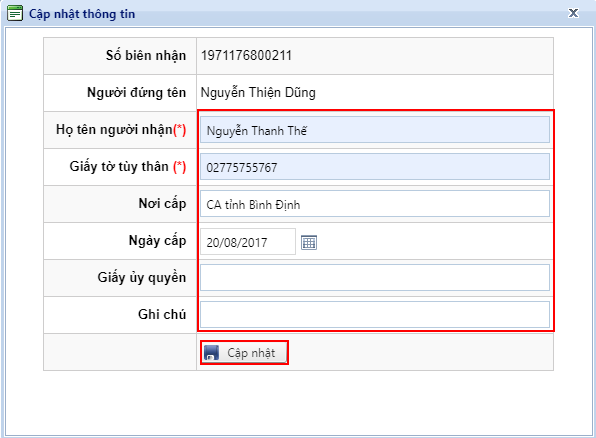 Cập nhật thông tin
Số biên nhận 1971176800211
Người đứng tên Nguyễn Thiện Dũng
Họ tên người nhận(*) Nguyễn Thanh Thế
Giấy tờ tùy thân (*) 02775755767
Nơi cấp CA tỉnh Bình Định
Ngày cấp 20/08/2017
Giấy ủy quyền
Ghi chú
Cập nhật